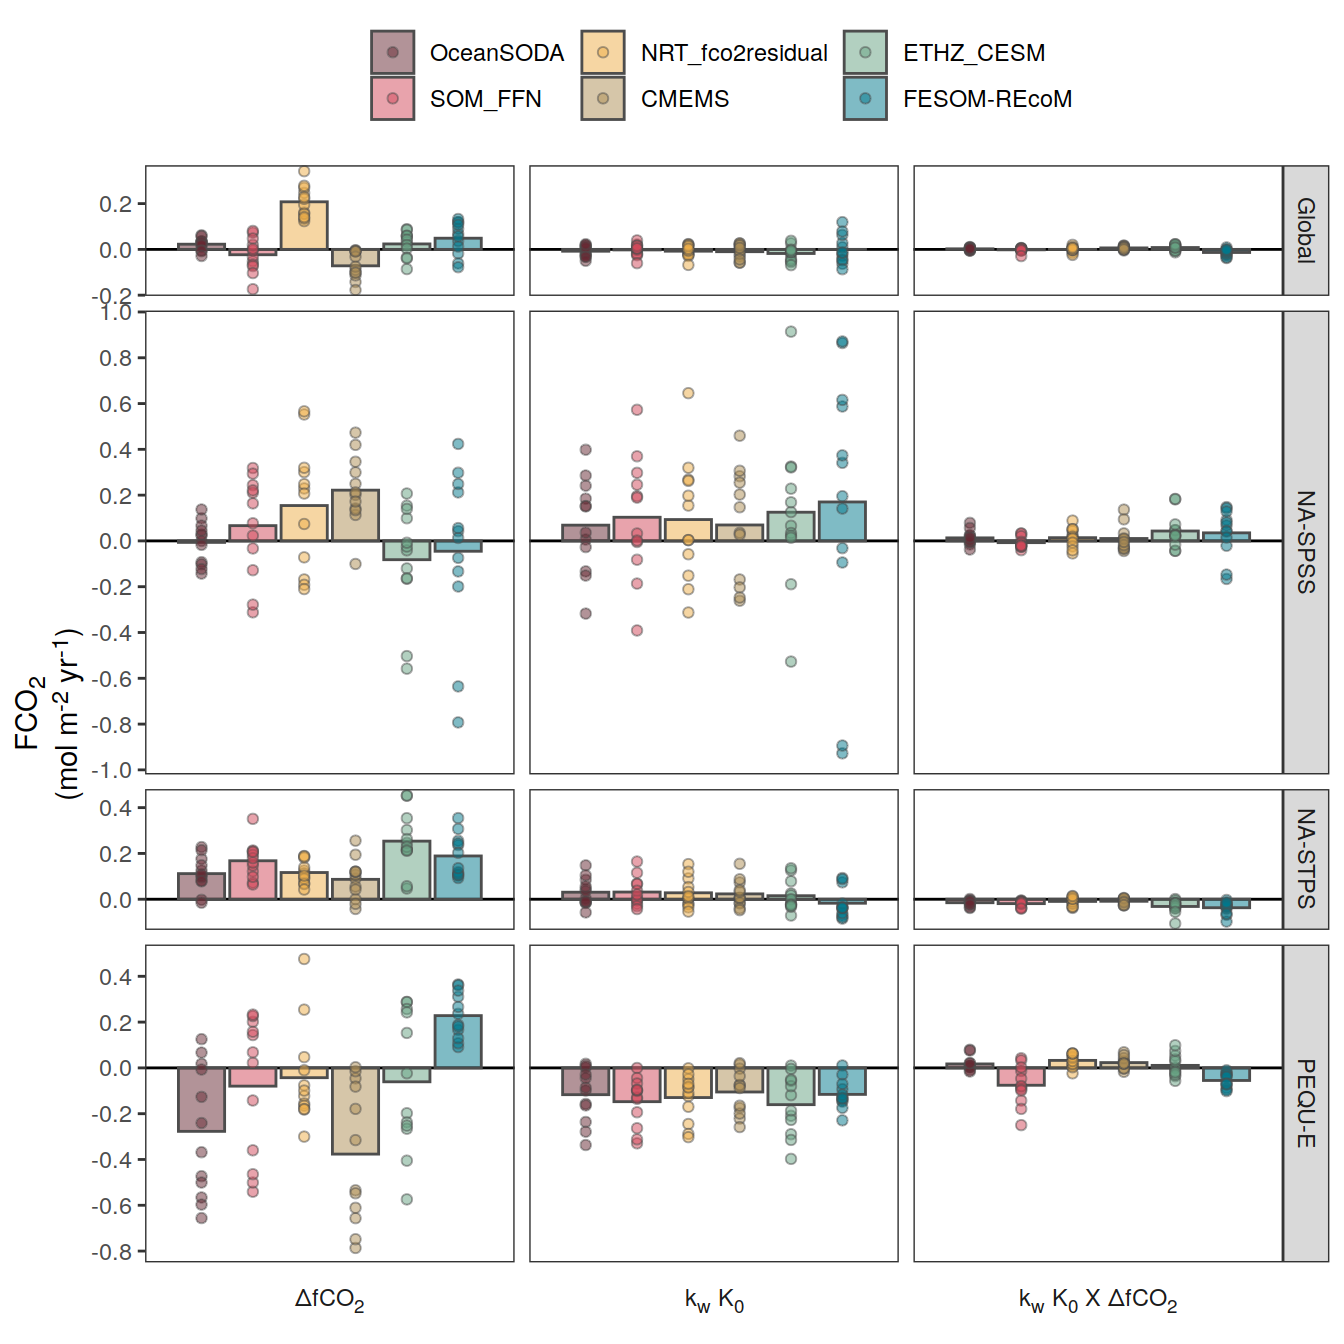 OceanSODA NRT_fco2residual ETHZ_CESM
SOM_FFN CMEMS FESOM-REcoM
FCO2
(mol m-2 yr-1)
0.2
0.0
-0.2
Global
1.0
0.8
0.6
0.4
0.2
0.0
-0.2
-0.4
-0.6
-0.8
-1.0
NA-SPSS
0.4
0.2
0.0
NA-STPS
0.4
0.2
0.0
-0.2
-0.4
-0.6
-0.8
PEQU-E
ΔfCO2 kw K0 kw K0 X ΔfCO2